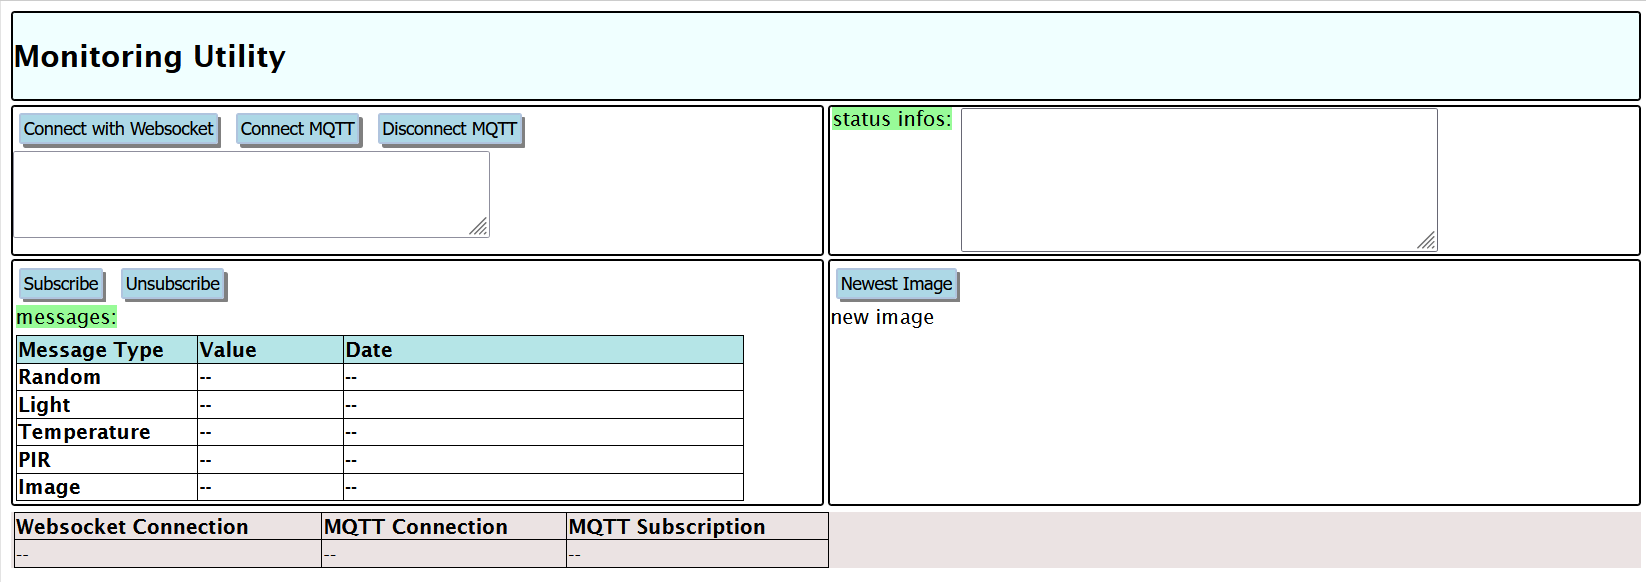 Monitoring Utility
Connect with Websocket Connect MQTT Disconnect MQTT
status infos:
Subscribe Unsubscribe
messages:
Message Type Value Date
Random -- --
Light -- --
Temperature -- --
PIR -- --
Image -- --
Newest Image
new image
Websocket Connection MQTT Connection MQTT Subscription
-- -- --